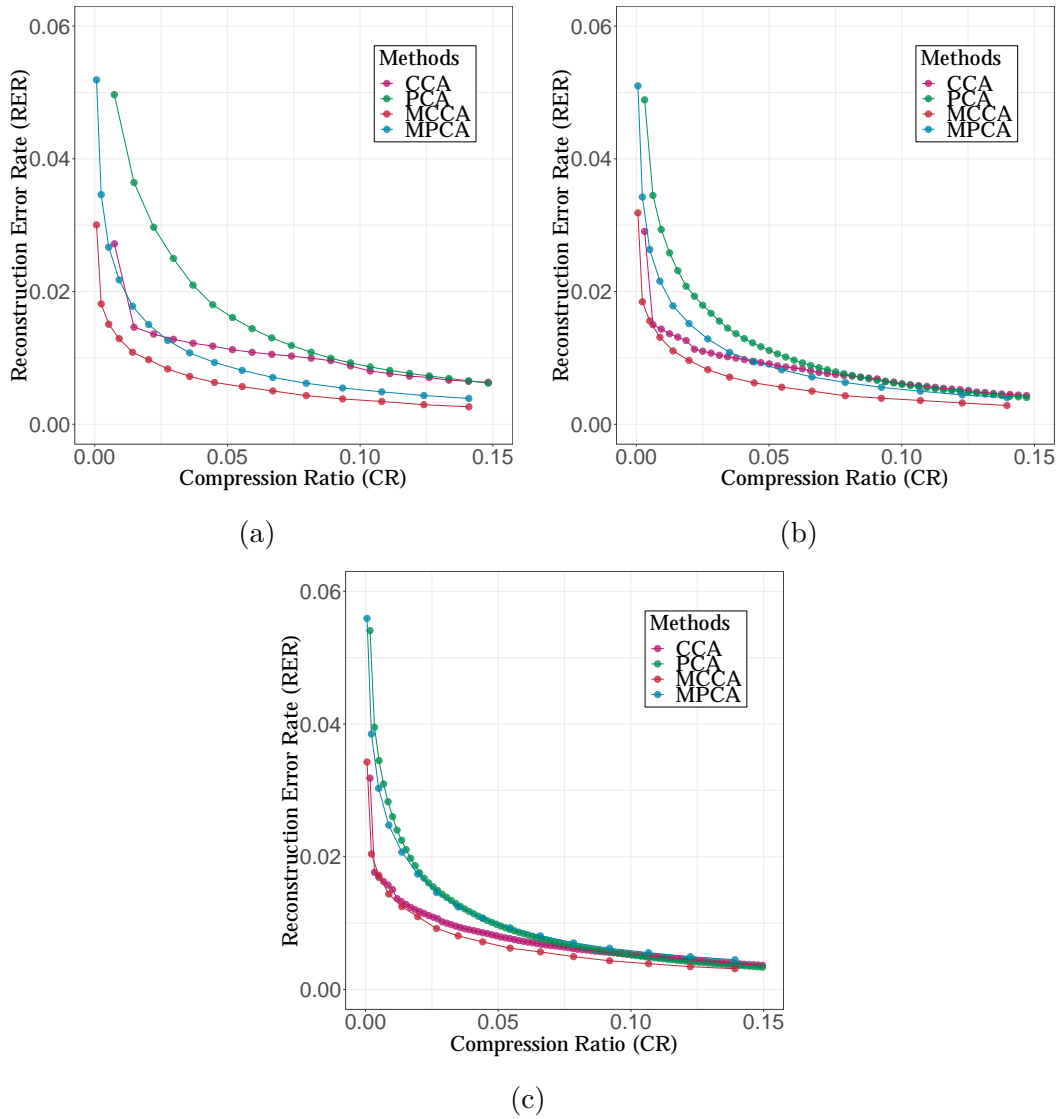 0.06
0.04
0.02
0.00
Reconstruction Error Rate (RER)
Methods
CCA
PCA
MCCA
MPCA
0.00 0.05 0.10 0.15
Compression Ratio (CR)
(a)
0.06
0.04
0.02
0.00
Reconstruction Error Rate (RER)
Methods
CCA
PCA
MCCA
MPCA
0.00 0.05 0.10 0.15
Compression Ratio (CR)
(b)
0.06
0.04
0.02
0.00
Reconstruction Error Rate (RER)
Methods
CCA
PCA
MCCA
MPCA
0.00 0.05 0.10 0.15
Compression Ratio (CR)
(c)